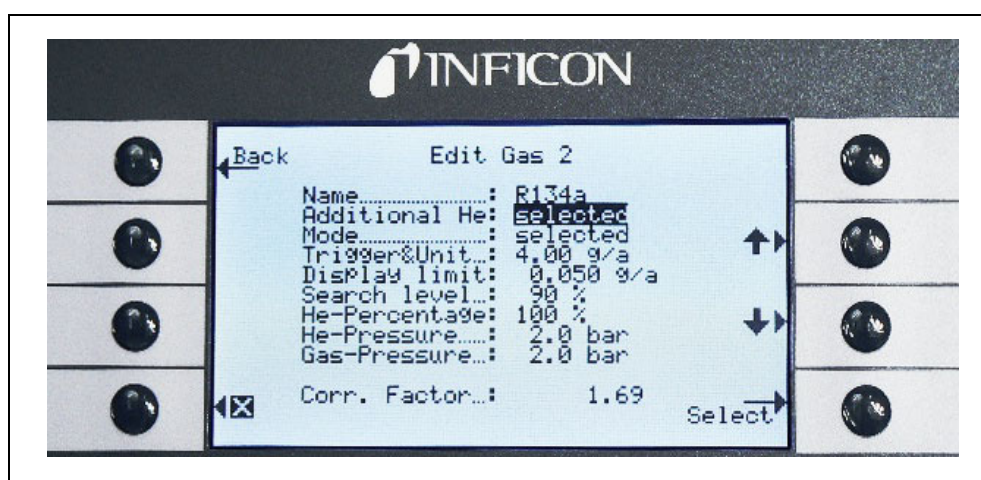 INFICON
Back Edit Gas 2
Name......................: R134a
Additional He: selected
Mode......................: selected
Trigger&Unit...: 4.00 g/a
Display limit: 0.050 g/a
Search level...: 90 %
He-Percentage: 100 %
He-Pressure......: 2.0 bar
Gas-Pressure...: 2.0 bar
Corr. Factor...: 1.69
Select